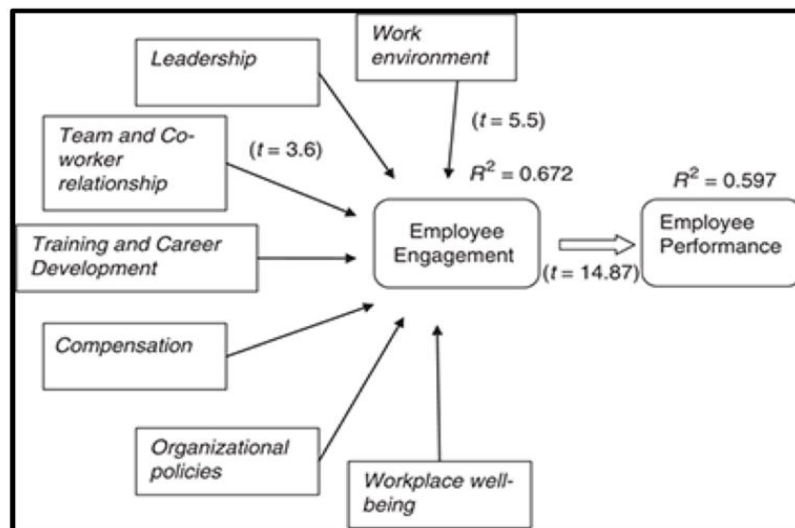 Work
environment
Leadership
(t = 5.5)
Team and Co-
worker
relationship
(t = 3.6)
R² = 0.672
R² = 0.597
Employee
Engagement
Employee
Performance
(t = 14.87)
Training and Career
Development
Compensation
Organizational
policies
Workplace well-
being